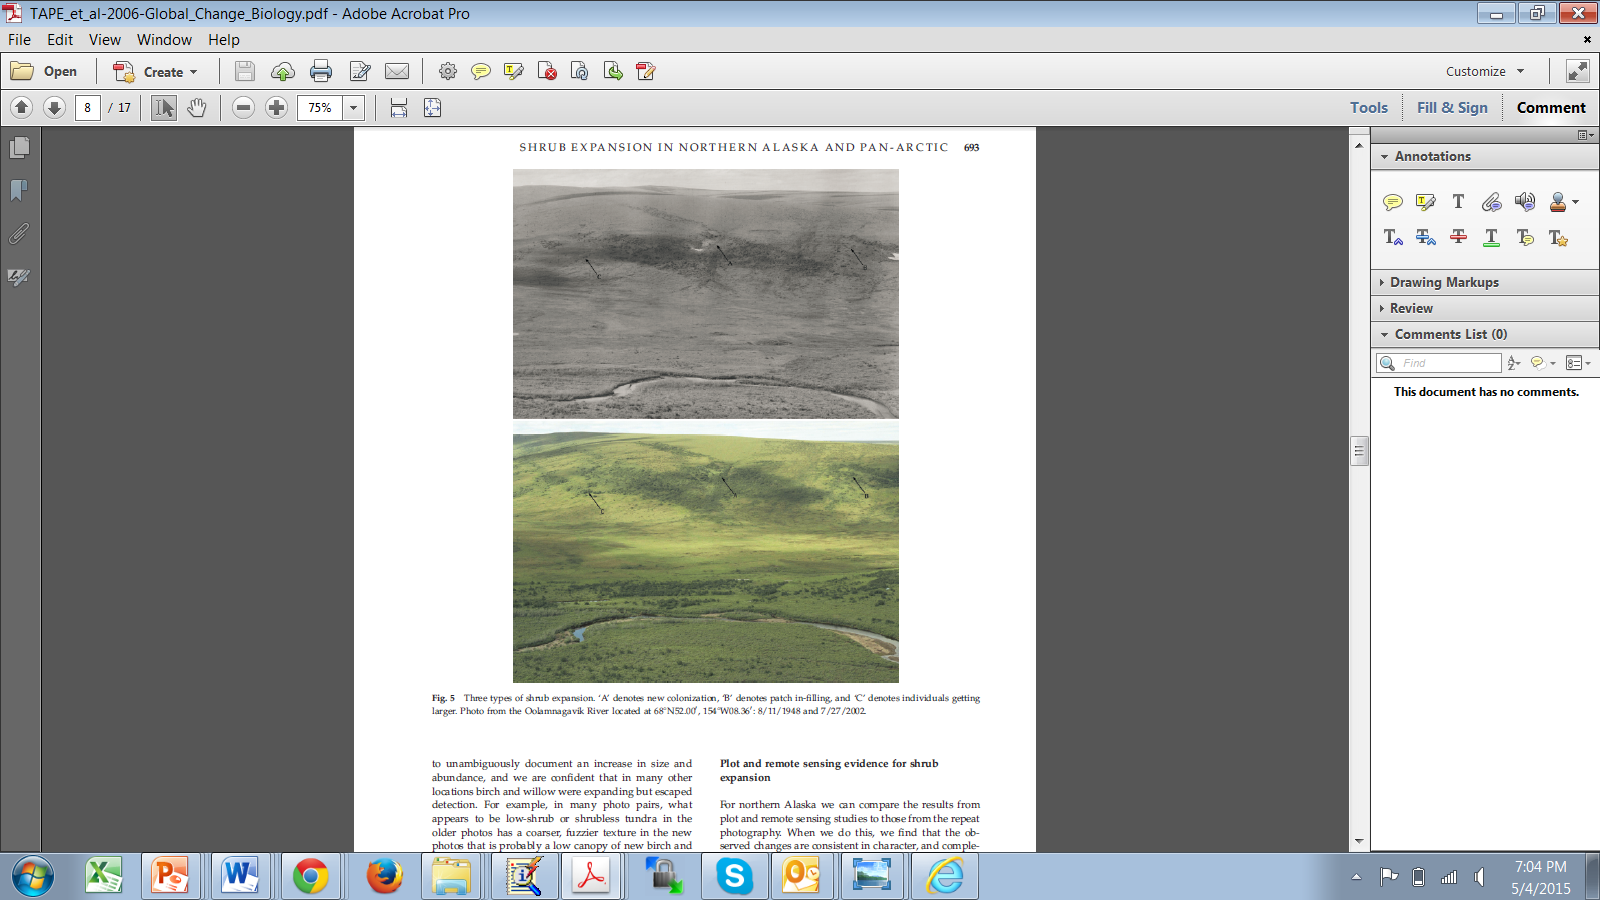 TAPE_et_al-2006-Global_Change_Biology.pdf - Adobe Acrobat Pro
File Edit View Window Help
Open Create Customize
8 / 17 75% Tools Fill & Sign Comment
SHRUB EXPANSION IN NORTHERN ALASKA AND PAN-ARCTIC 693
A
B
C
A
B
C
Fig. 5 Three types of shrub expansion. ‘A’ denotes new colonization, ‘B’ denotes patch in-filling, and ‘C’ denotes individuals getting
larger. Photo from the Oolamnagavik River located at 68°N52.00′, 154°W08.36′: 8/11/1948 and 7/27/2002.
to unambiguously document an increase in size and
abundance, and we are confident that in many other
locations birch and willow were expanding but escaped
detection. For example, in many photo pairs, what
appears to be low-shrub or shrubless tundra in the
older photos has a coarser, fuzzier texture in the new
photos that is probably a low canopy of new birch and
Plot and remote sensing evidence for shrub
expansion
For northern Alaska we can compare the results from
plot and remote sensing studies to those from the repeat
photography. When we do this, we find that the ob-
served changes are consistent in character, and comple-
Annotations
Drawing Markups
Review
Comments List (0)
Find
This document has no comments.
7:04 PM
5/4/2015